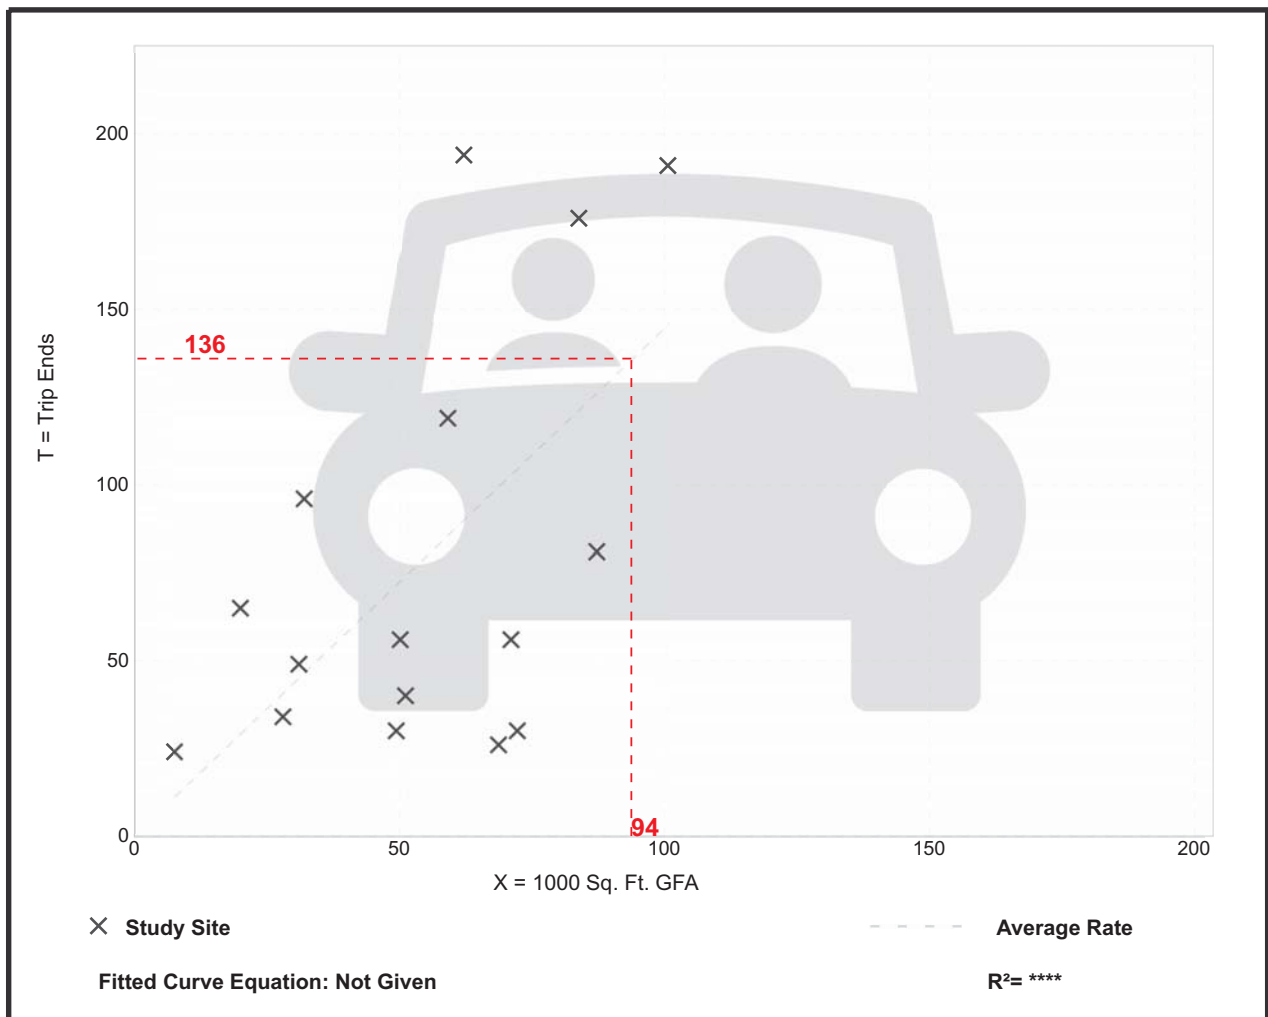 200
150
136
100
50
0
94
0 50 100 150 200
T = Trip Ends
X = 1000 Sq. Ft. GFA
Study Site Average Rate
Fitted Curve Equation: Not Given R²= ****